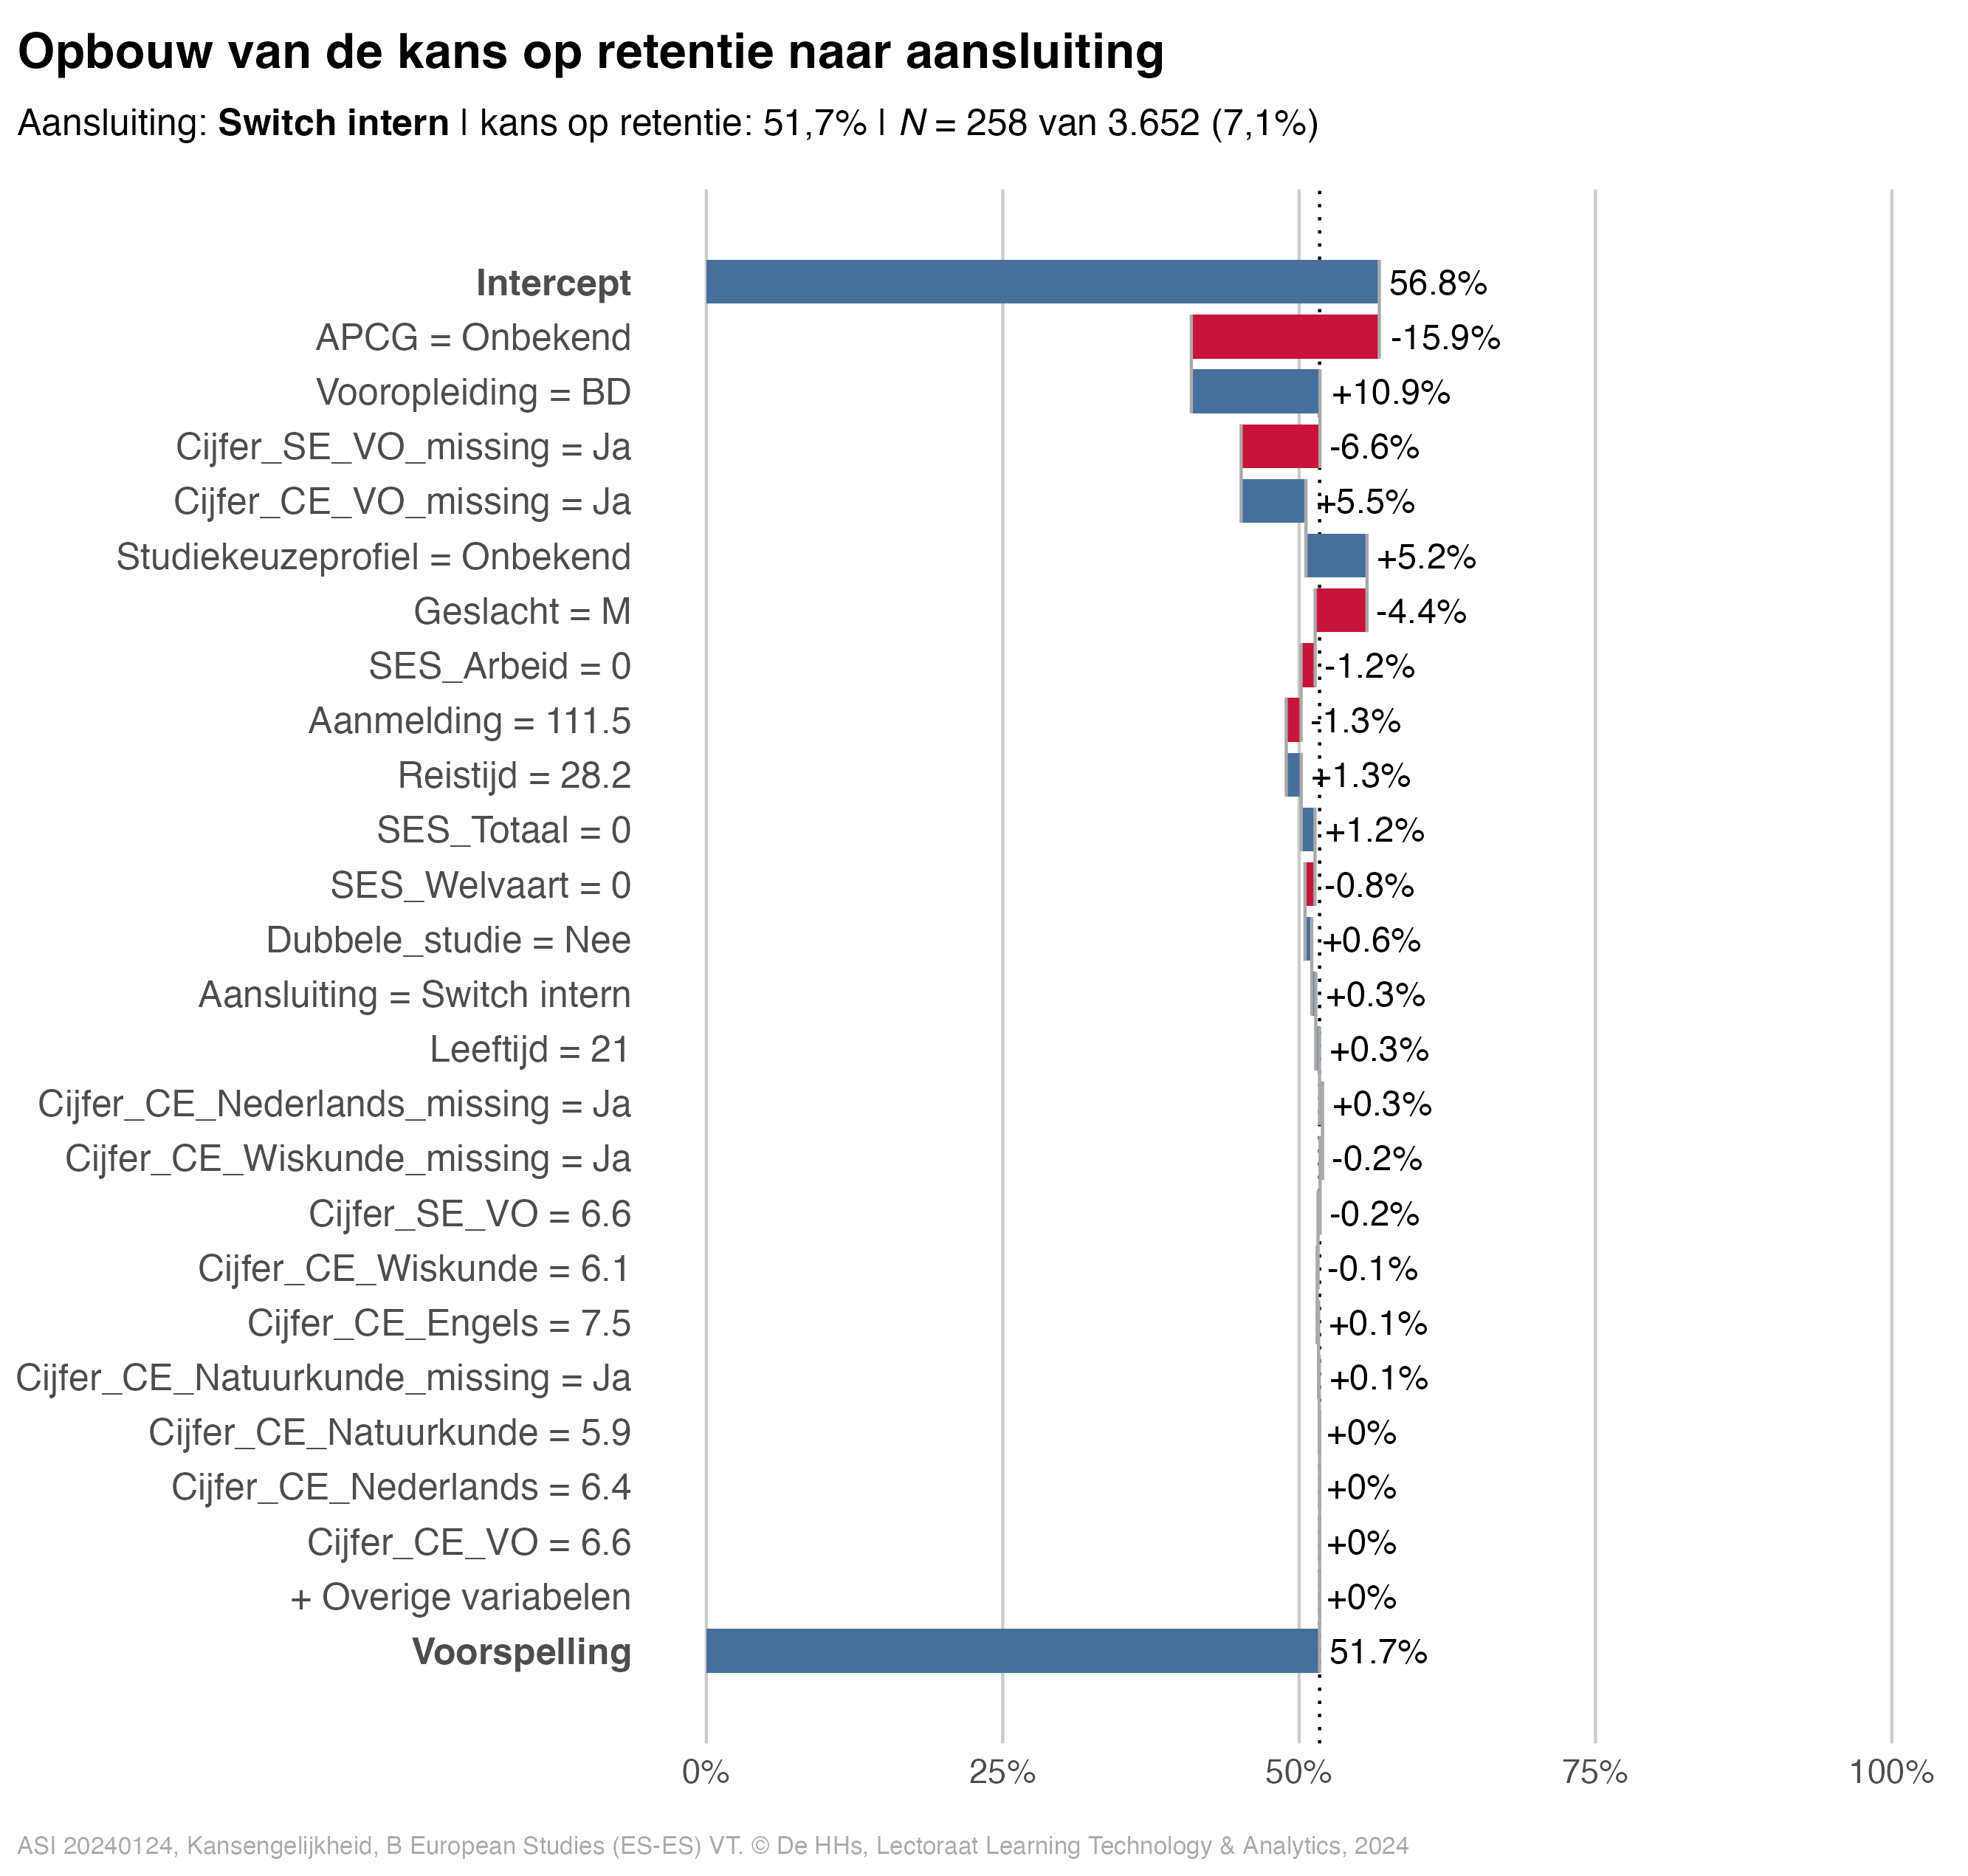 Opbouw van de kans op retentie naar aansluiting
Aansluiting: Switch intern | kans op retentie: 51,7% | N = 258 van 3.652 (7,1%)
Intercept 56.8%
APCG = Onbekend -15.9%
Vooropleiding = BD +10.9%
Cijfer_SE_VO_missing = Ja -6.6%
Cijfer_CE_VO_missing = Ja +5.5%
Studiekeuzeprofiel = Onbekend +5.2%
Geslacht = M -4.4%
SES_Arbeid = 0 -1.2%
Aanmelding = 111.5 -1.3%
Reistijd = 28.2 +1.3%
SES_Totaal = 0 +1.2%
SES_Welvaart = 0 -0.8%
Dubbele_studie = Nee +0.6%
Aansluiting = Switch intern +0.3%
Leeftijd = 21 +0.3%
Cijfer_CE_Nederlands_missing = Ja +0.3%
Cijfer_CE_Wiskunde_missing = Ja -0.2%
Cijfer_SE_VO = 6.6 -0.2%
Cijfer_CE_Wiskunde = 6.1 -0.1%
Cijfer_CE_Engels = 7.5 +0.1%
Cijfer_CE_Natuurkunde_missing = Ja +0.1%
Cijfer_CE_Natuurkunde = 5.9 +0%
Cijfer_CE_Nederlands = 6.4 +0%
Cijfer_CE_VO = 6.6 +0%
+ Overige variabelen +0%
Voorspelling 51.7%
0% 25% 50% 75% 100%
ASI 20240124, Kansengelijkheid, B European Studies (ES-ES) VT. © De HHs, Lectoraat Learning Technology & Analytics, 2024